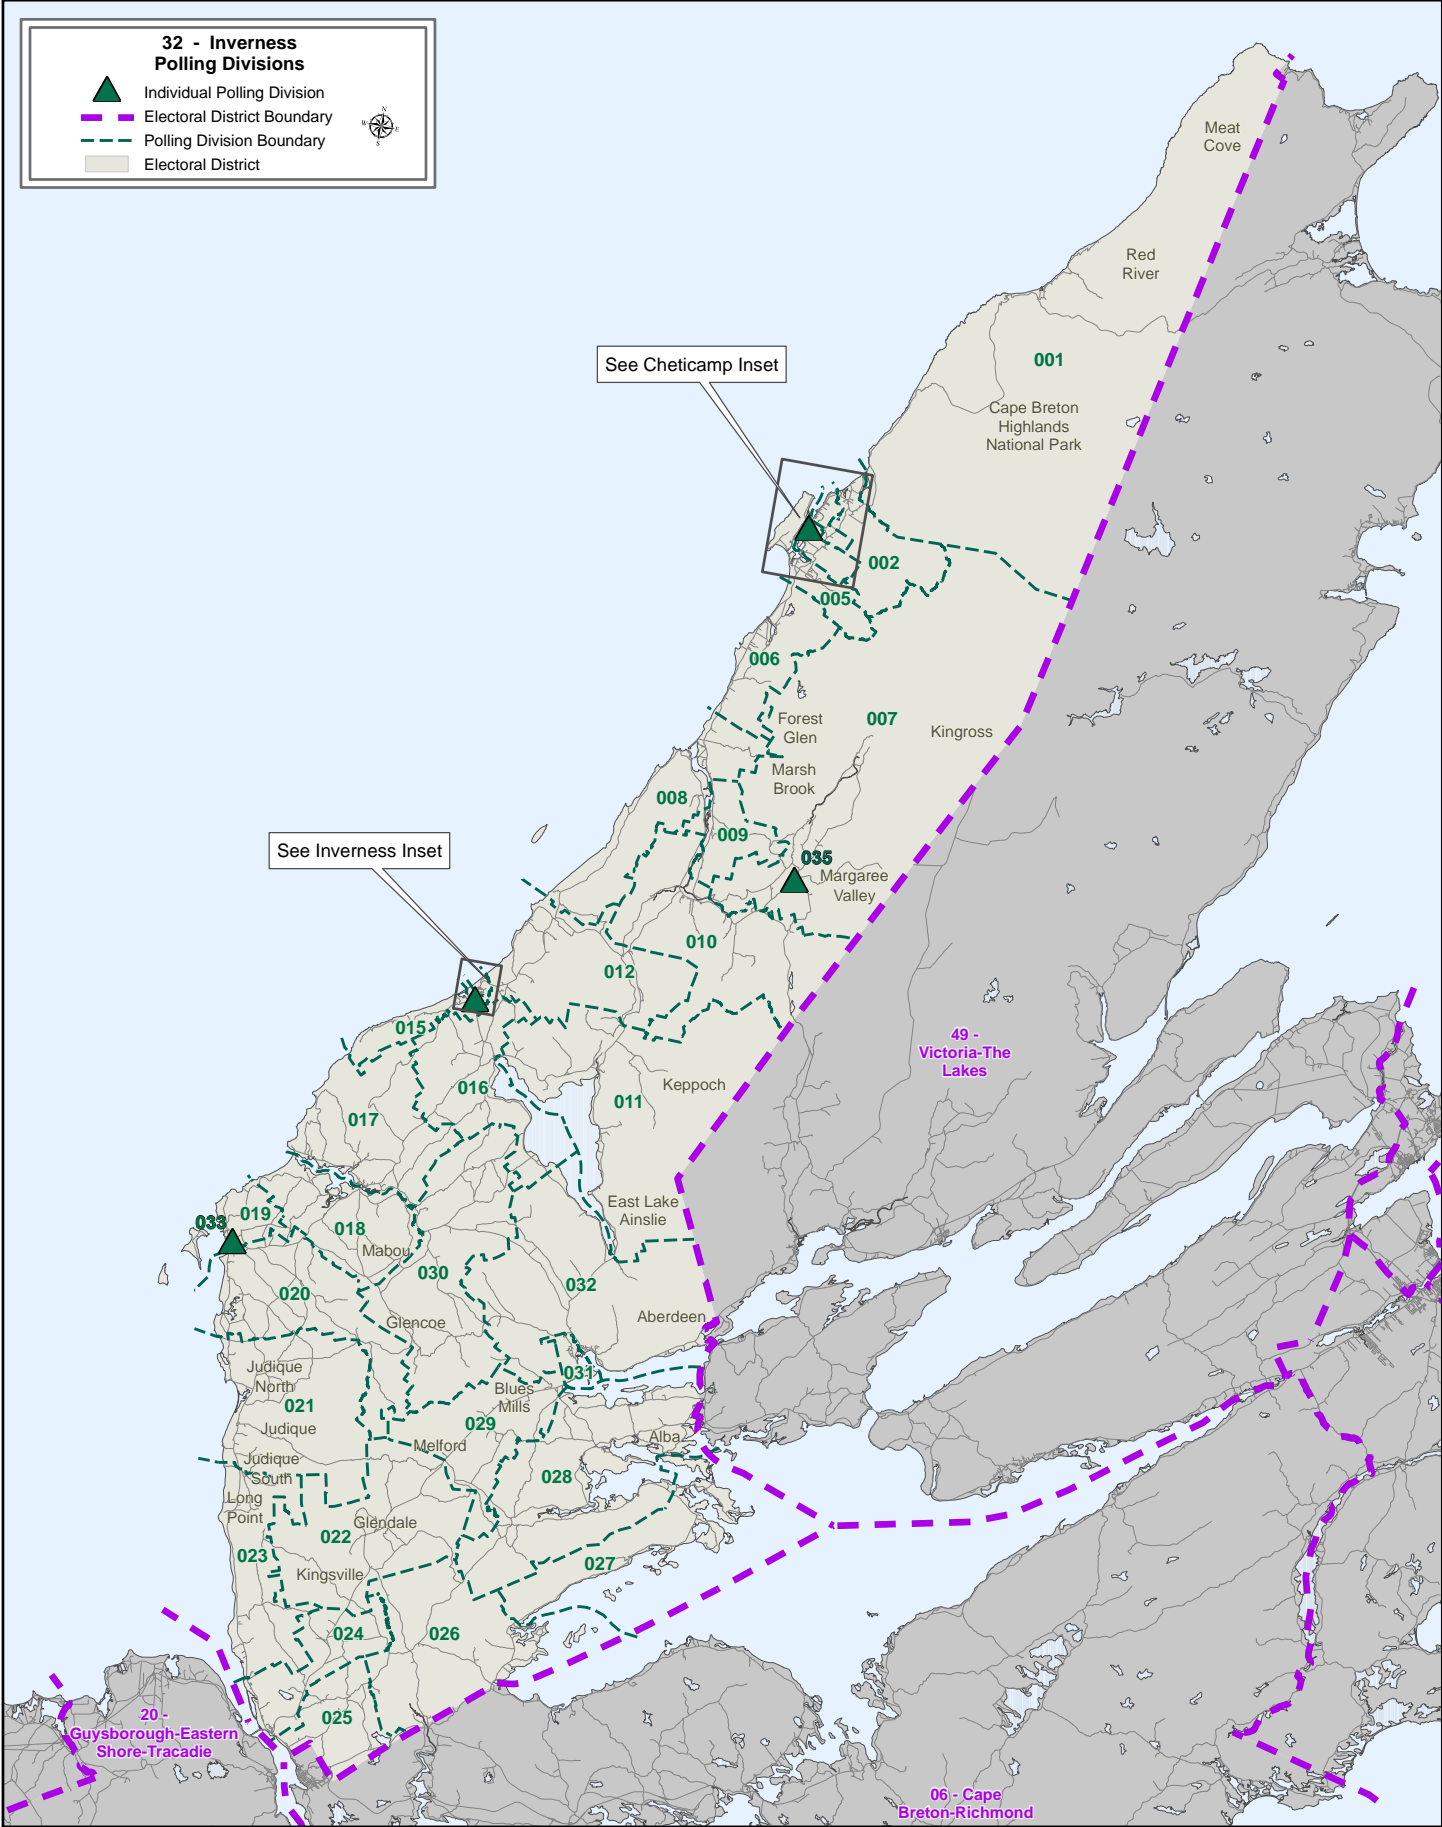 32 - Inverness
Polling Divisions
Individual Polling Division
Electoral District Boundary
Polling Division Boundary
Electoral District
N
W
E
S
Meat
Cove
Red
River
001
See Cheticamp Inset
Cape Breton
Highlands
National Park
002
005
006
007
Forest
Glen
Kingross
Marsh
Brook
008
009
See Inverness Inset
035
Margaree
Valley
010
012
015
49 -
Victoria-The
Lakes
016
Keppoch
011
017
East Lake
Ainslie
019
033
018
Mabou
030
032
020
Aberdeen
Glencoe
Judique
North
031
Blues
Mills
021
029
Judique
Alba
Melford
Judique
South
028
Long
Point
Glendale
022
023
027
Kingsville
024
026
20 -
Guysborough-Eastern
Shore-Tracadie
025
06 - Cape
Breton-Richmond